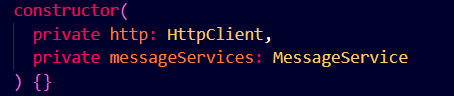 constructor(
private http: HttpClient,
private messageServices: MessageService
) {}